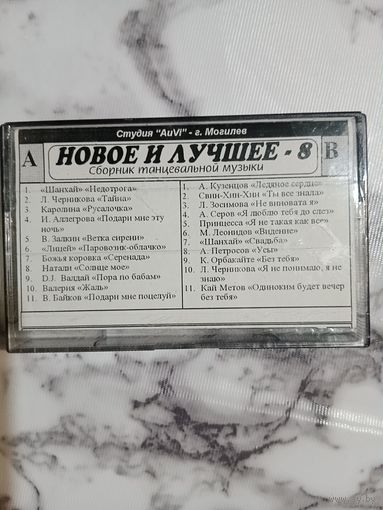 Студия "АиVi" - г. Могилев
А
НОВОЕ И ЛУЧШЕЕ - 8
В
Сборник танцевальной музыки
1. «Шанхай» «Недотрога»
2. Л. Черникова «Тайна»
3. Каролина «Русалочка»
4. И. Аллегрова «Подари мне эту
ночь»
5. В. Залкин «Ветка сирени»
6. «Лицей» «Паровозик-облачко»
7. Божья коровка «Серенада»
8. Натали «Солнце мое»
9. D.J. Валдай «Пора по бабам»
10. Валерия «Жаль»
11. В. Байков «Подари мне поцелуй»
1. А. Кузенцов «Ледяное сердце»
2. Свин-Хин-Хин «Ты все знала»
3. Л. Зосимова «Не виновата я»
4. А. Серов «Я люблю тебя до слез»
5. Принцесса «Я не такая как все»
6. М. Леонидов «Видение»
7. «Шанхай» «Свадьба»
8. А. Петросов «Усы»
9. К. Орбакайте «Без тебя»
10. Л. Черникова «Я не понимаю, я не
знаю»
11. Кай Метов «Одиноким будет вечер
без тебя»